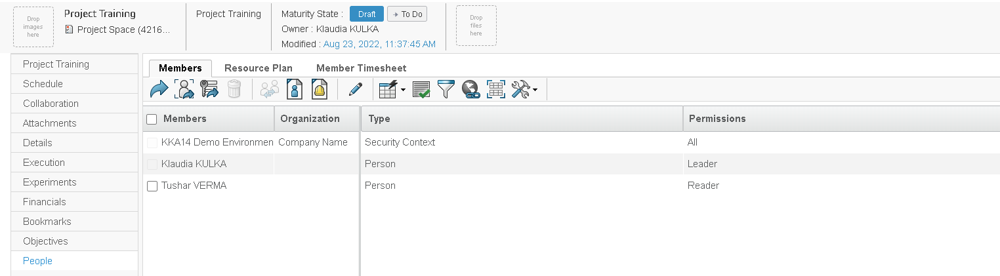 Drop
images
here
Project Training
Project Space (4216...
Project Training
Maturity State : Draft To Do
Owner : Klaudia KULKA
Modified : Aug 23, 2022, 11:37:45 AM
Drop
files
here
Project Training
Schedule
Collaboration
Attachments
Details
Execution
Experiments
Financials
Bookmarks
Objectives
People
Members Resource Plan Member Timesheet
Members Organization Type Permissions
KKA14 Demo Environmen Company Name Security Context All
Klaudia KULKA Person Leader
Tushar VERMA Person Reader